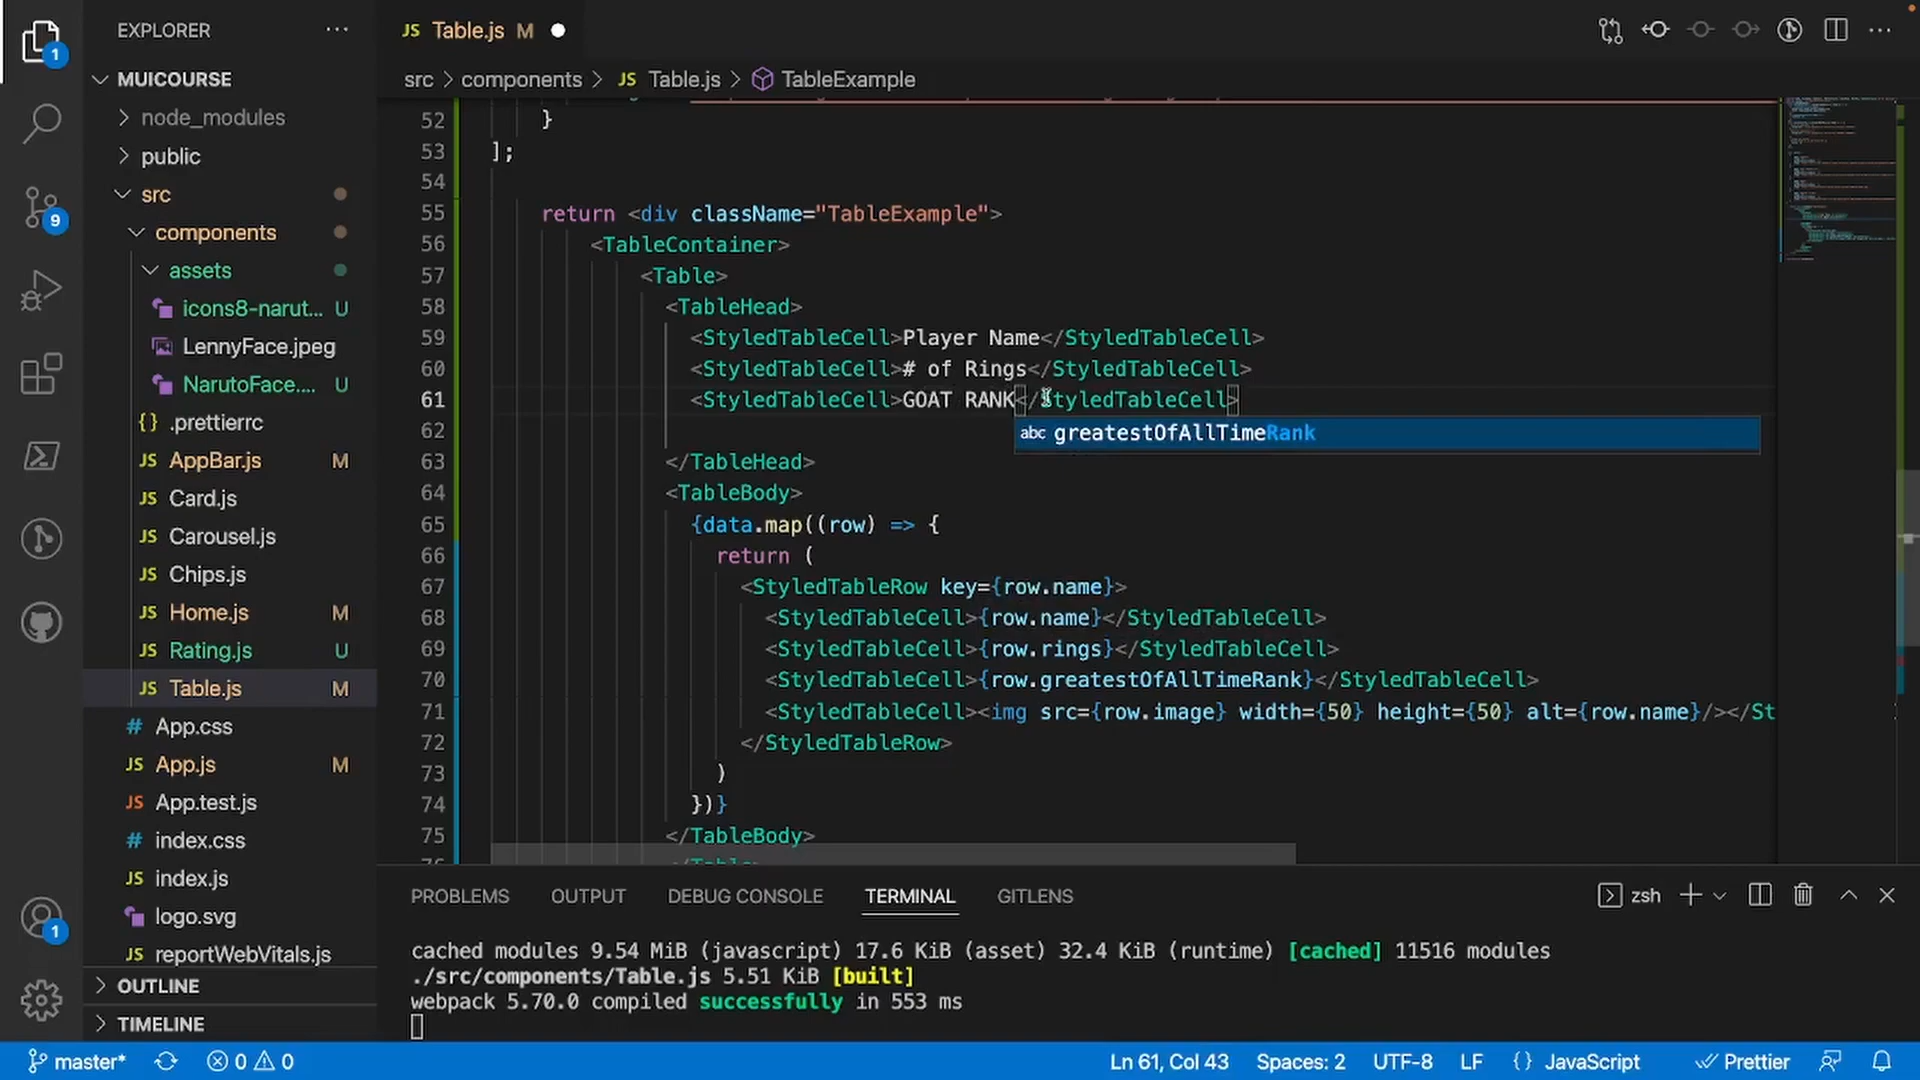 EXPLORER ...
JS Table.js M
1
MUICOURSE
src > components > JS Table.js > TableExample
node_modules
public
src
components
assets
icons8-narut... U
LennyFace.jpeg
NarutoFace.... U
{} .prettierrc
JS AppBar.js M
JS Card.js
JS Carousel.js
JS Chips.js
JS Home.js M
JS Rating.js U
JS Table.js M
# App.css
JS App.js M
JS App.test.js
# index.css
JS index.js
logo.svg
JS reportWebVitals.js
OUTLINE
TIMELINE
9
1
52 }
53 ];
54
55 return <div className="TableExample">
56 <TableContainer>
57 <Table>
58 <TableHead>
59 <StyledTableCell>Player Name</StyledTableCell>
60 <StyledTableCell># of Rings</StyledTableCell>
61 <StyledTableCell>GOAT RANK</StyledTableCell>
62
abc greatestOfAllTimeRank
63 </TableHead>
64 <TableBody>
65 {data.map((row) => {
66 return (
67 <StyledTableRow key={row.name}>
68 <StyledTableCell>{row.name}</StyledTableCell>
69 <StyledTableCell>{row.rings}</StyledTableCell>
70 <StyledTableCell>{row.greatestOfAllTimeRank}</StyledTableCell>
71 <StyledTableCell><img src={row.image} width={50} height={50} alt={row.name}/></St
72 </StyledTableRow>
73 )
74 })}
75 </TableBody>
PROBLEMS OUTPUT DEBUG CONSOLE TERMINAL GITLENS zsh
cached modules 9.54 MiB (javascript) 17.6 KiB (asset) 32.4 KiB (runtime) [cached] 11516 modules
./src/components/Table.js 5.51 KiB [built]
webpack 5.70.0 compiled successfully in 553 ms
master* 0 0 Ln 61, Col 43 Spaces: 2 UTF-8 LF {} JavaScript Prettier